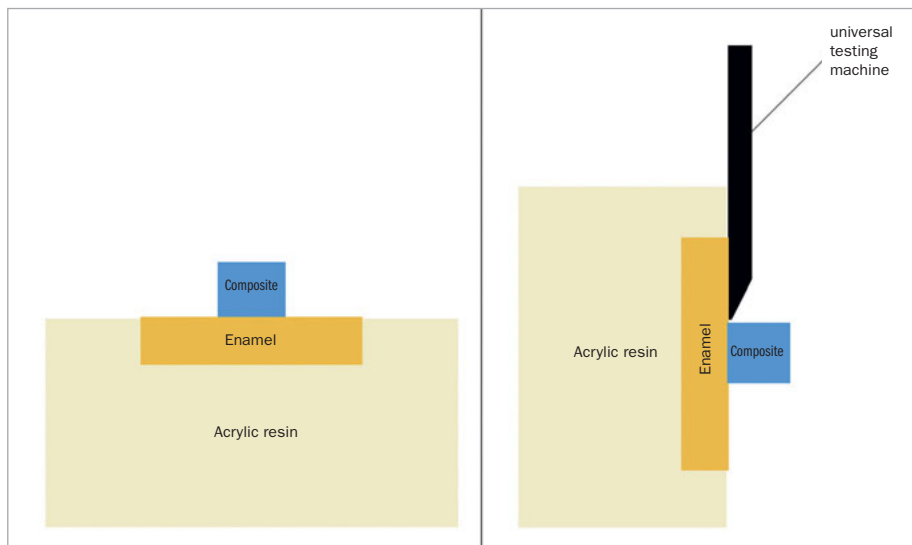 Composite
Enamel
Acrylic resin
universal
testing
machine
Acrylic resin
Enamel
Composite